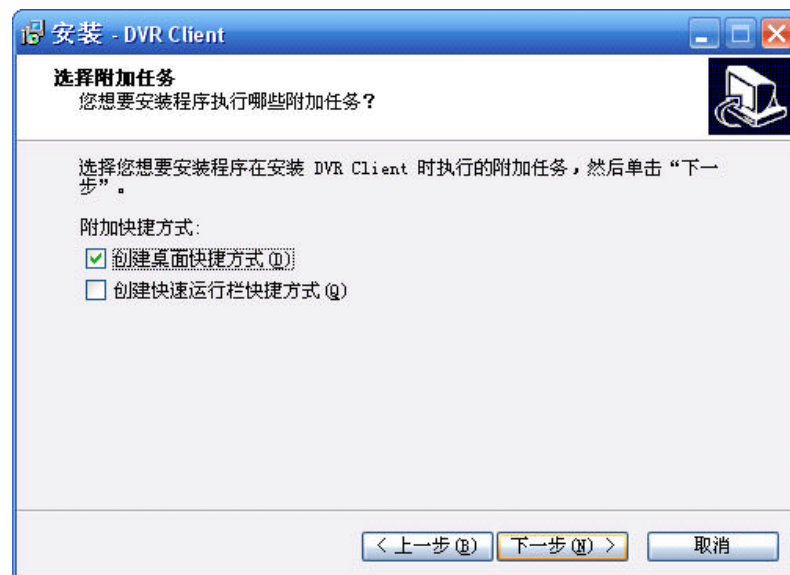 安装 - DVR Client
选择附加任务
您想要安装程序执行哪些附加任务？
选择您想要安装程序在安装 DVR Client 时执行的附加任务，然后单击“下一
步”。
附加快捷方式:
创建桌面快捷方式(D)
创建快速运行栏快捷方式(Q)
< 上一步(B) 下一步(N) > 取消